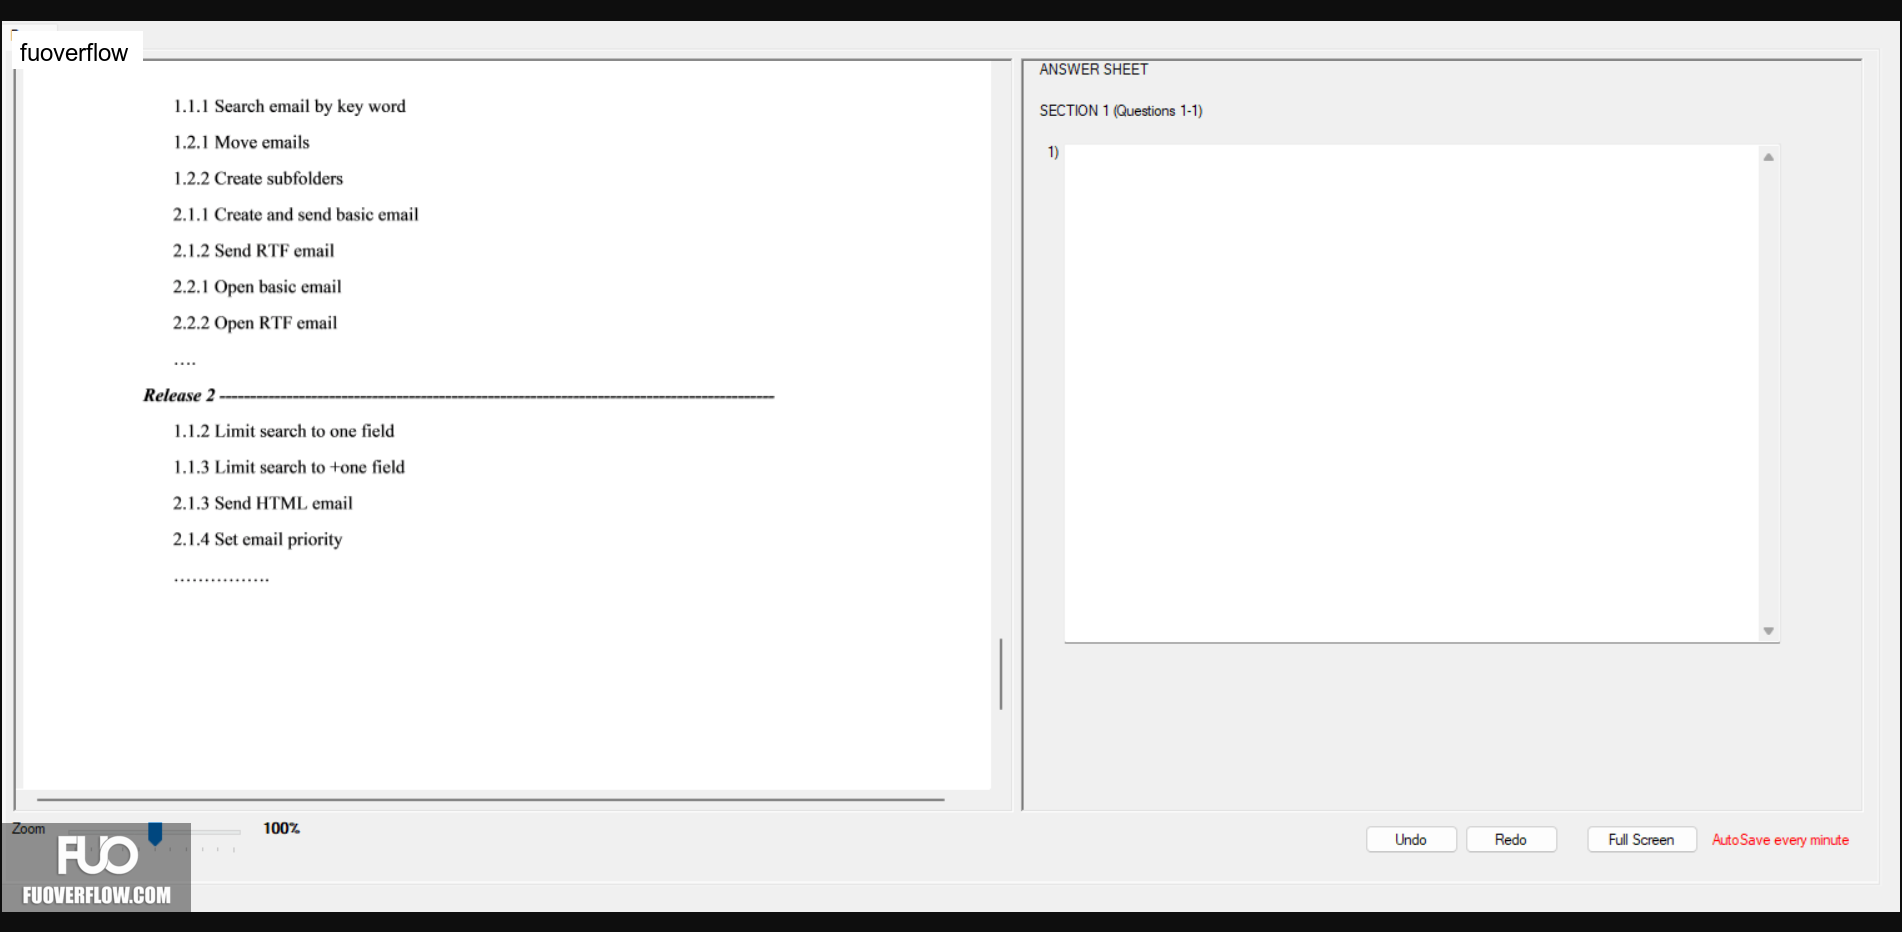 fuoverflow
1.1.1 Search email by key word
1.2.1 Move emails
1.2.2 Create subfolders
2.1.1 Create and send basic email
2.1.2 Send RTF email
2.2.1 Open basic email
2.2.2 Open RTF email
....
Release 2 ------------------------------------------------------------
1.1.2 Limit search to one field
1.1.3 Limit search to +one field
2.1.3 Send HTML email
2.1.4 Set email priority
................
ANSWER SHEET
SECTION 1 (Questions 1-1)
1)
Zoom
100%
Undo
Redo
Full Screen
AutoSave every minute
FUO
FUOVERFLOW.COM